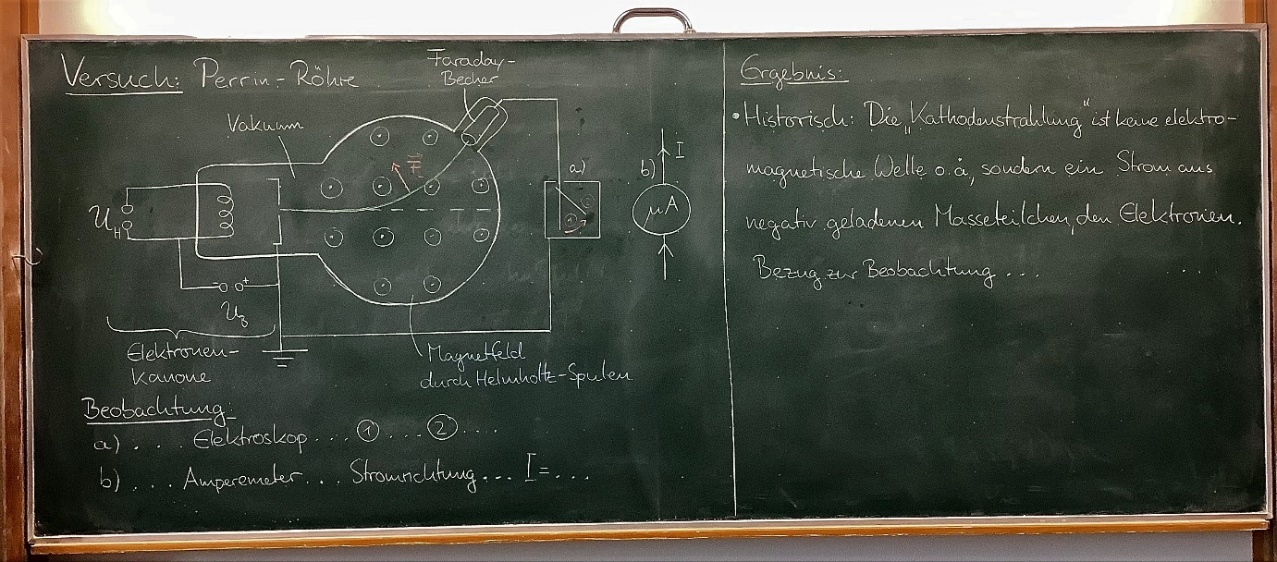 Versuch: Perrin-Röhre
Faraday-
Becher
Vakuum
F
a)
b)
I
μA
U_H
1
2
+
U_B
Elektronen-
Kanone
Magnetfeld
durch Helmholtz-Spulen
Beobachtung:
a) . . . Elektroskop . . . ① . . . ② . . .
b) . . . Amperemeter . . . Stromrichtung . . . I = . . .
Ergebnis:
• Historisch: Die „Kathodenstrahlung" ist keine elektro-
magnetische Welle o. ä, sondern ein Strom aus
negativ geladenen Masseteilchen, den Elektronen.
Bezug zur Beobachtung . . . . . .